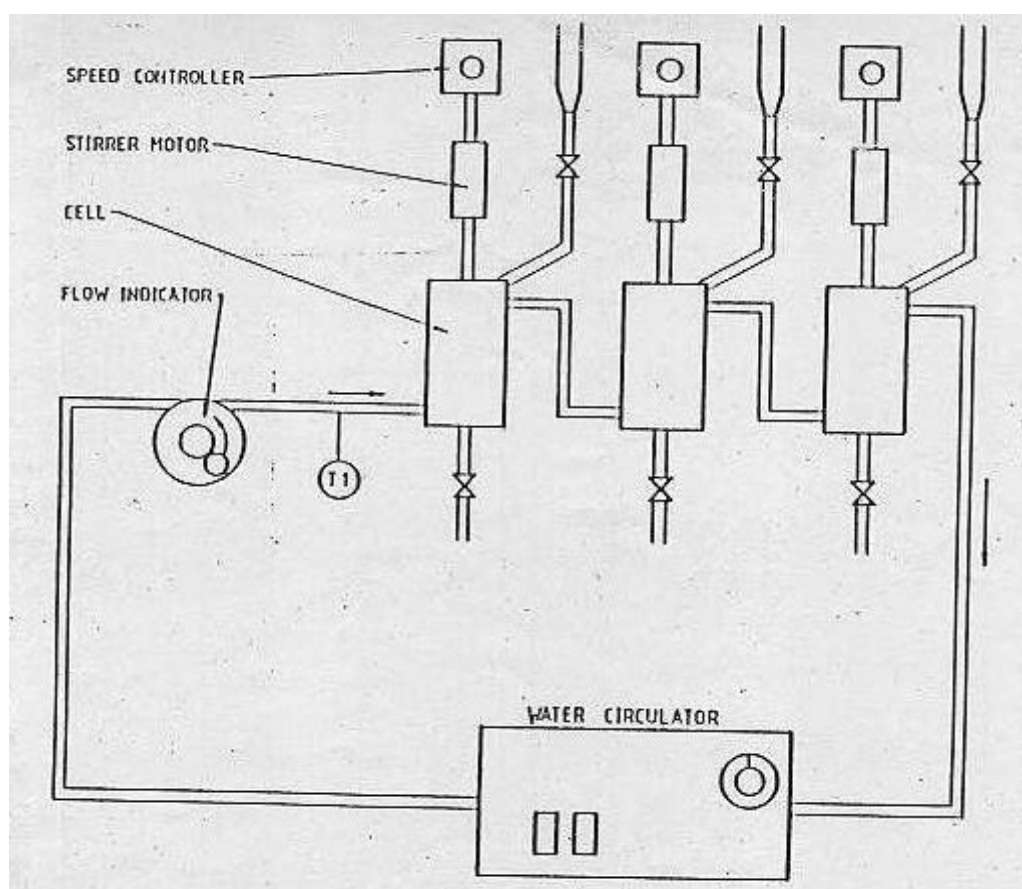 SPEED CONTROLLER
STIRRER MOTOR
CELL
FLOW INDICATOR
T1
WATER CIRCULATOR